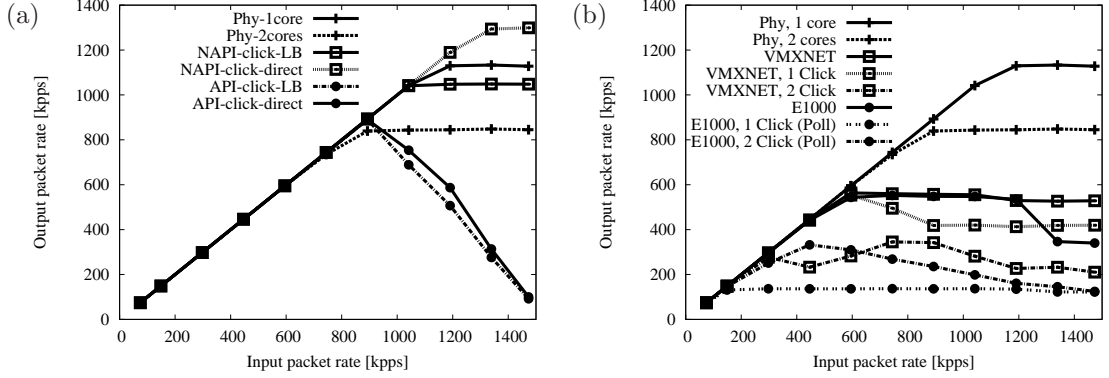 (a)
Output packet rate [kpps]
1400
1200
1000
800
600
400
200
0
Phy-1core
Phy-2cores
NAPI-click-LB
NAPI-click-direct
API-click-LB
API-click-direct
0 200 400 600 800 1000 1200 1400
Input packet rate [kpps]
(b)
Output packet rate [kpps]
1400
1200
1000
800
600
400
200
0
Phy, 1 core
Phy, 2 cores
VMXNET
VMXNET, 1 Click
VMXNET, 2 Click
E1000
E1000, 1 Click (Poll)
E1000, 2 Click (Poll)
0 200 400 600 800 1000 1200 1400
Input packet rate [kpps]